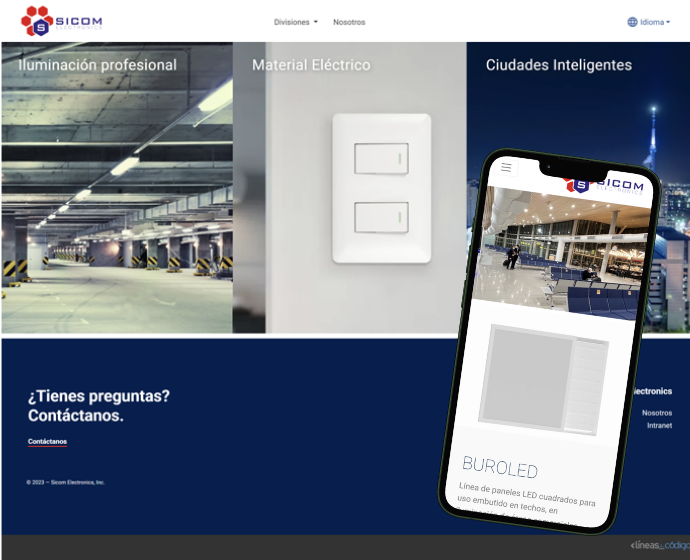 SICOM
ELECTRONICS
Divisiones
Nosotros
Idioma
Iluminación profesional
Material Eléctrico
Ciudades Inteligentes
S
SICOM
BUROLED
Línea de paneles LED cuadrados para
uso embutido en techos, en
¿Tienes preguntas?
Contáctanos.
Contáctanos
© 2023 — Sicom Electronics, Inc.
Nosotros
Intranet
<líneas de código